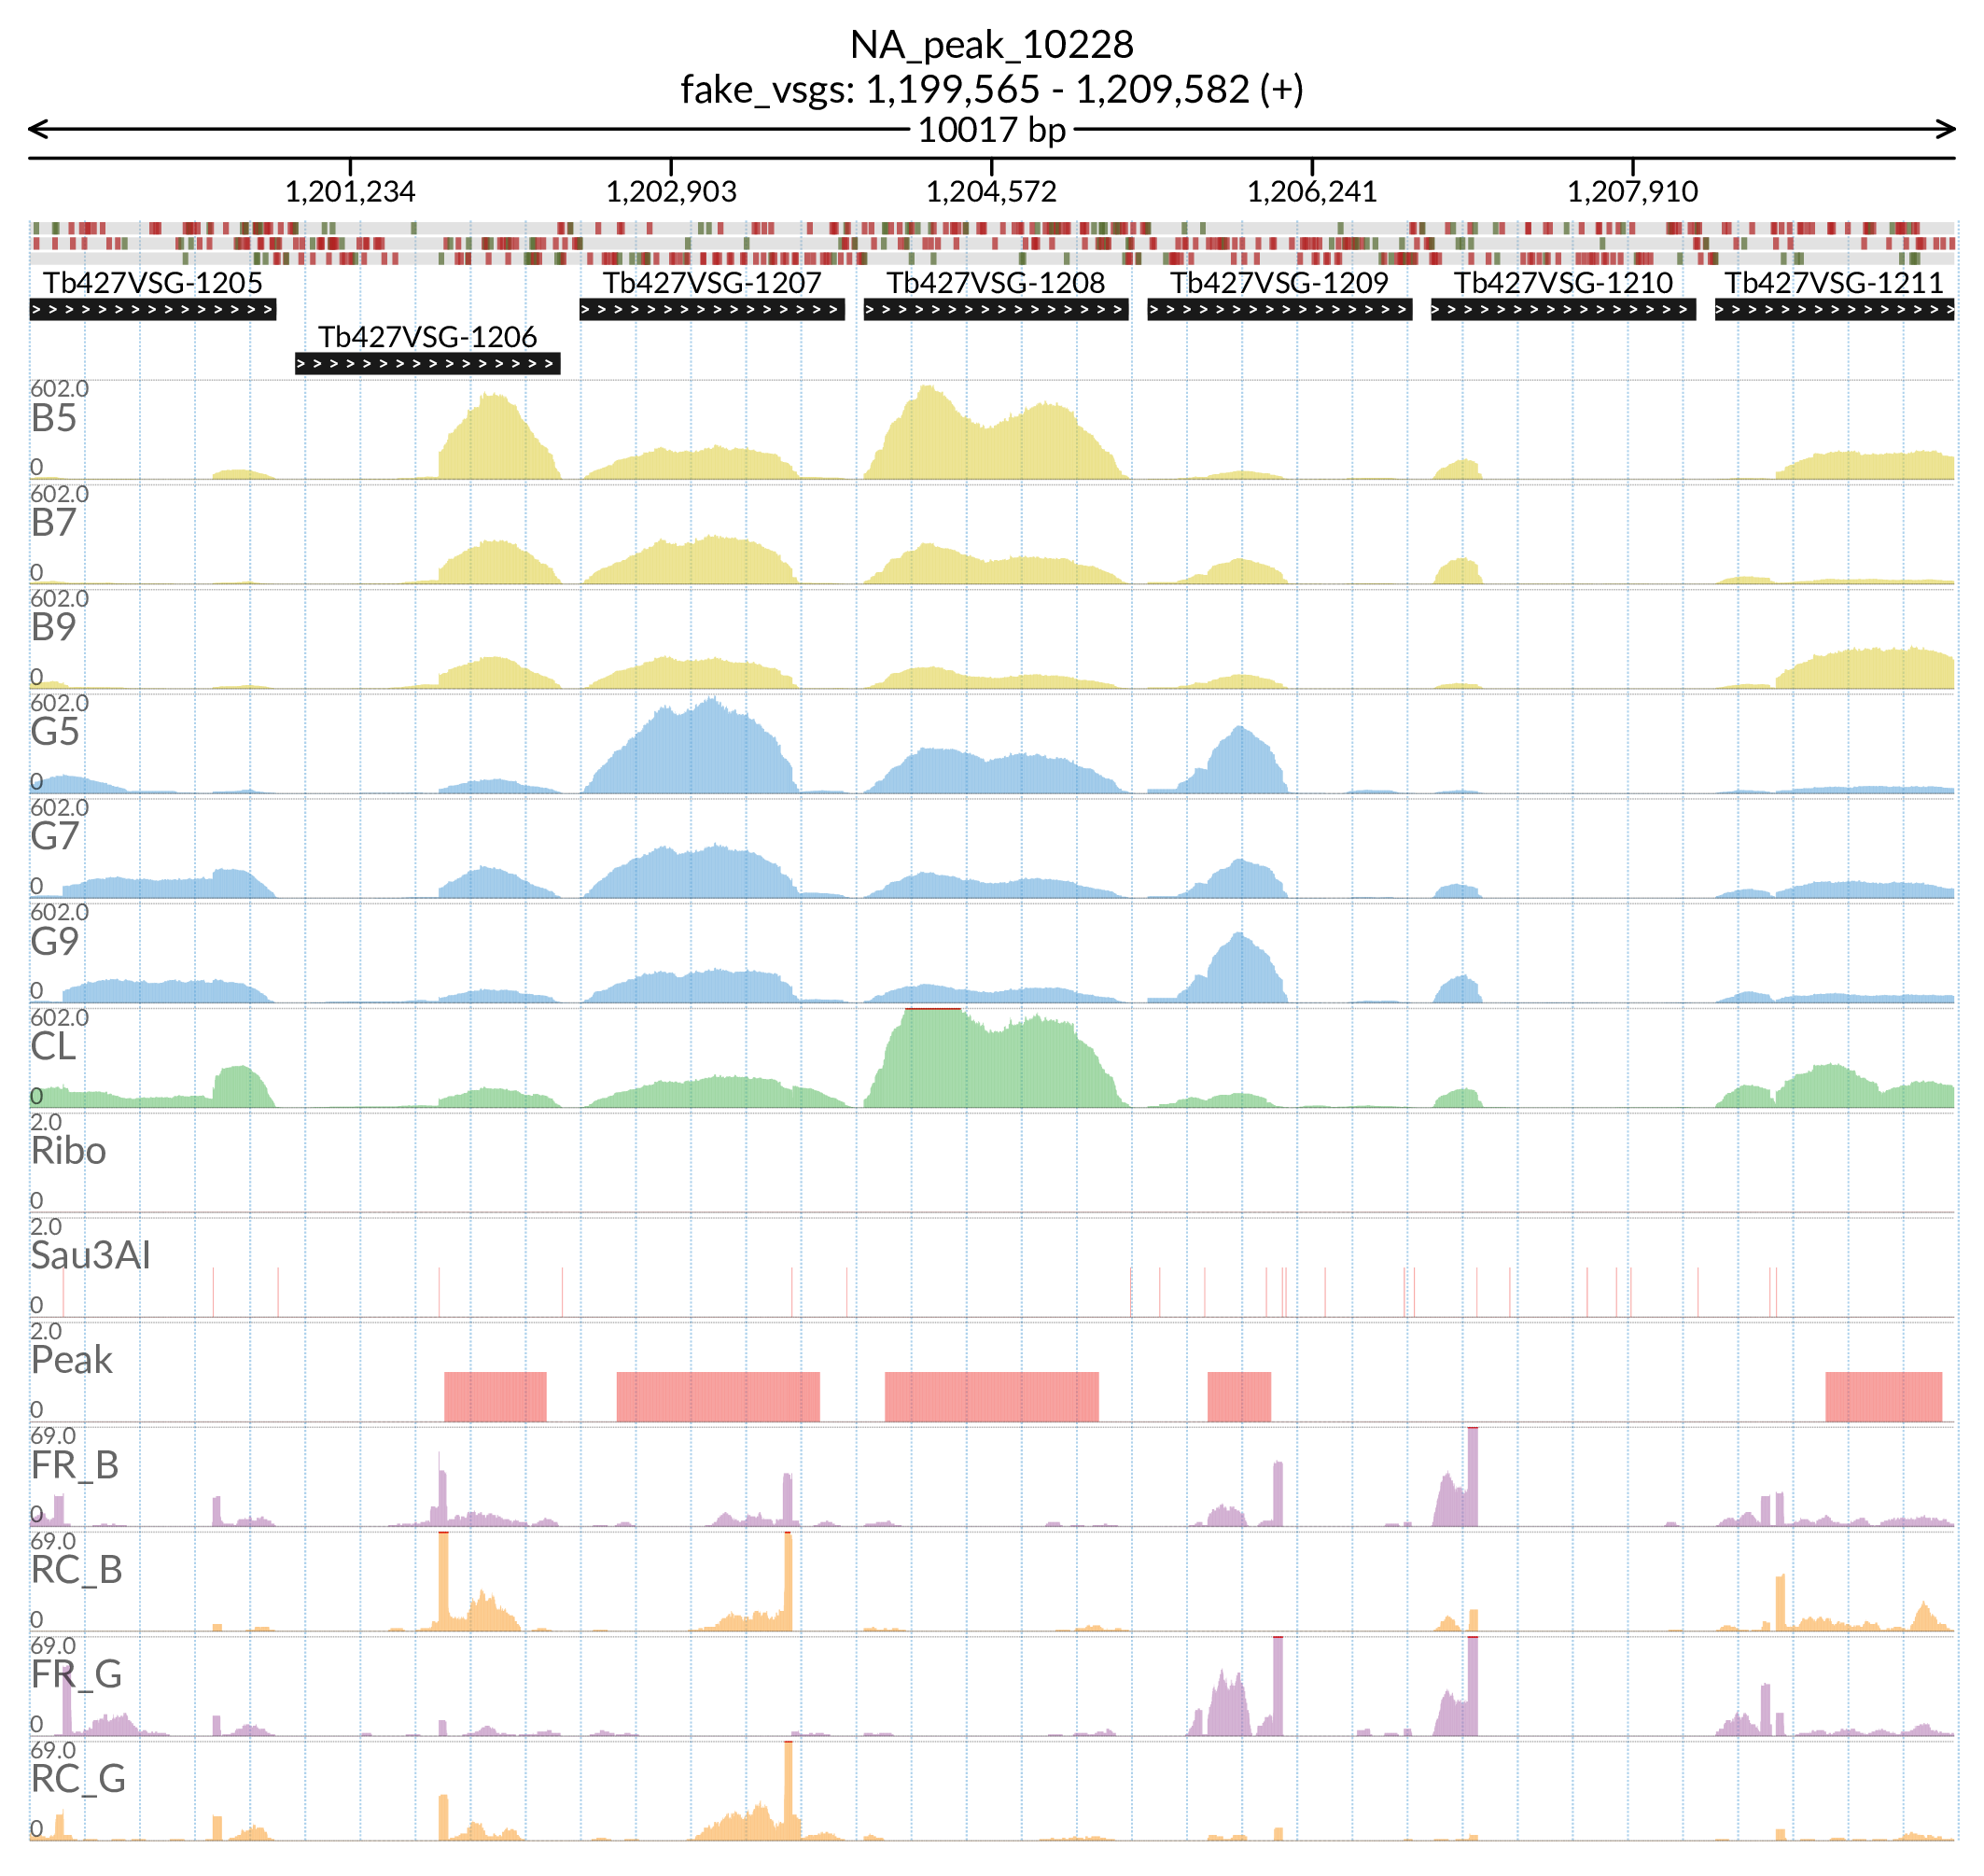 NA_peak_10228
fake_vsgs: 1,199,565 - 1,209,582 (+)
10017 bp
1,201,234 1,202,903 1,204,572 1,206,241 1,207,910
Tb427VSG-1205 Tb427VSG-1207 Tb427VSG-1208 Tb427VSG-1209 Tb427VSG-1210 Tb427VSG-1211
Tb427VSG-1206
602.0
B5
0
602.0
B7
0
602.0
B9
0
602.0
G5
0
602.0
G7
0
602.0
G9
0
602.0
CL
0
2.0
Ribo
0
2.0
Sau3AI
0
2.0
Peak
0
69.0
FR_B
0
69.0
RC_B
0
69.0
FR_G
0
69.0
RC_G
0